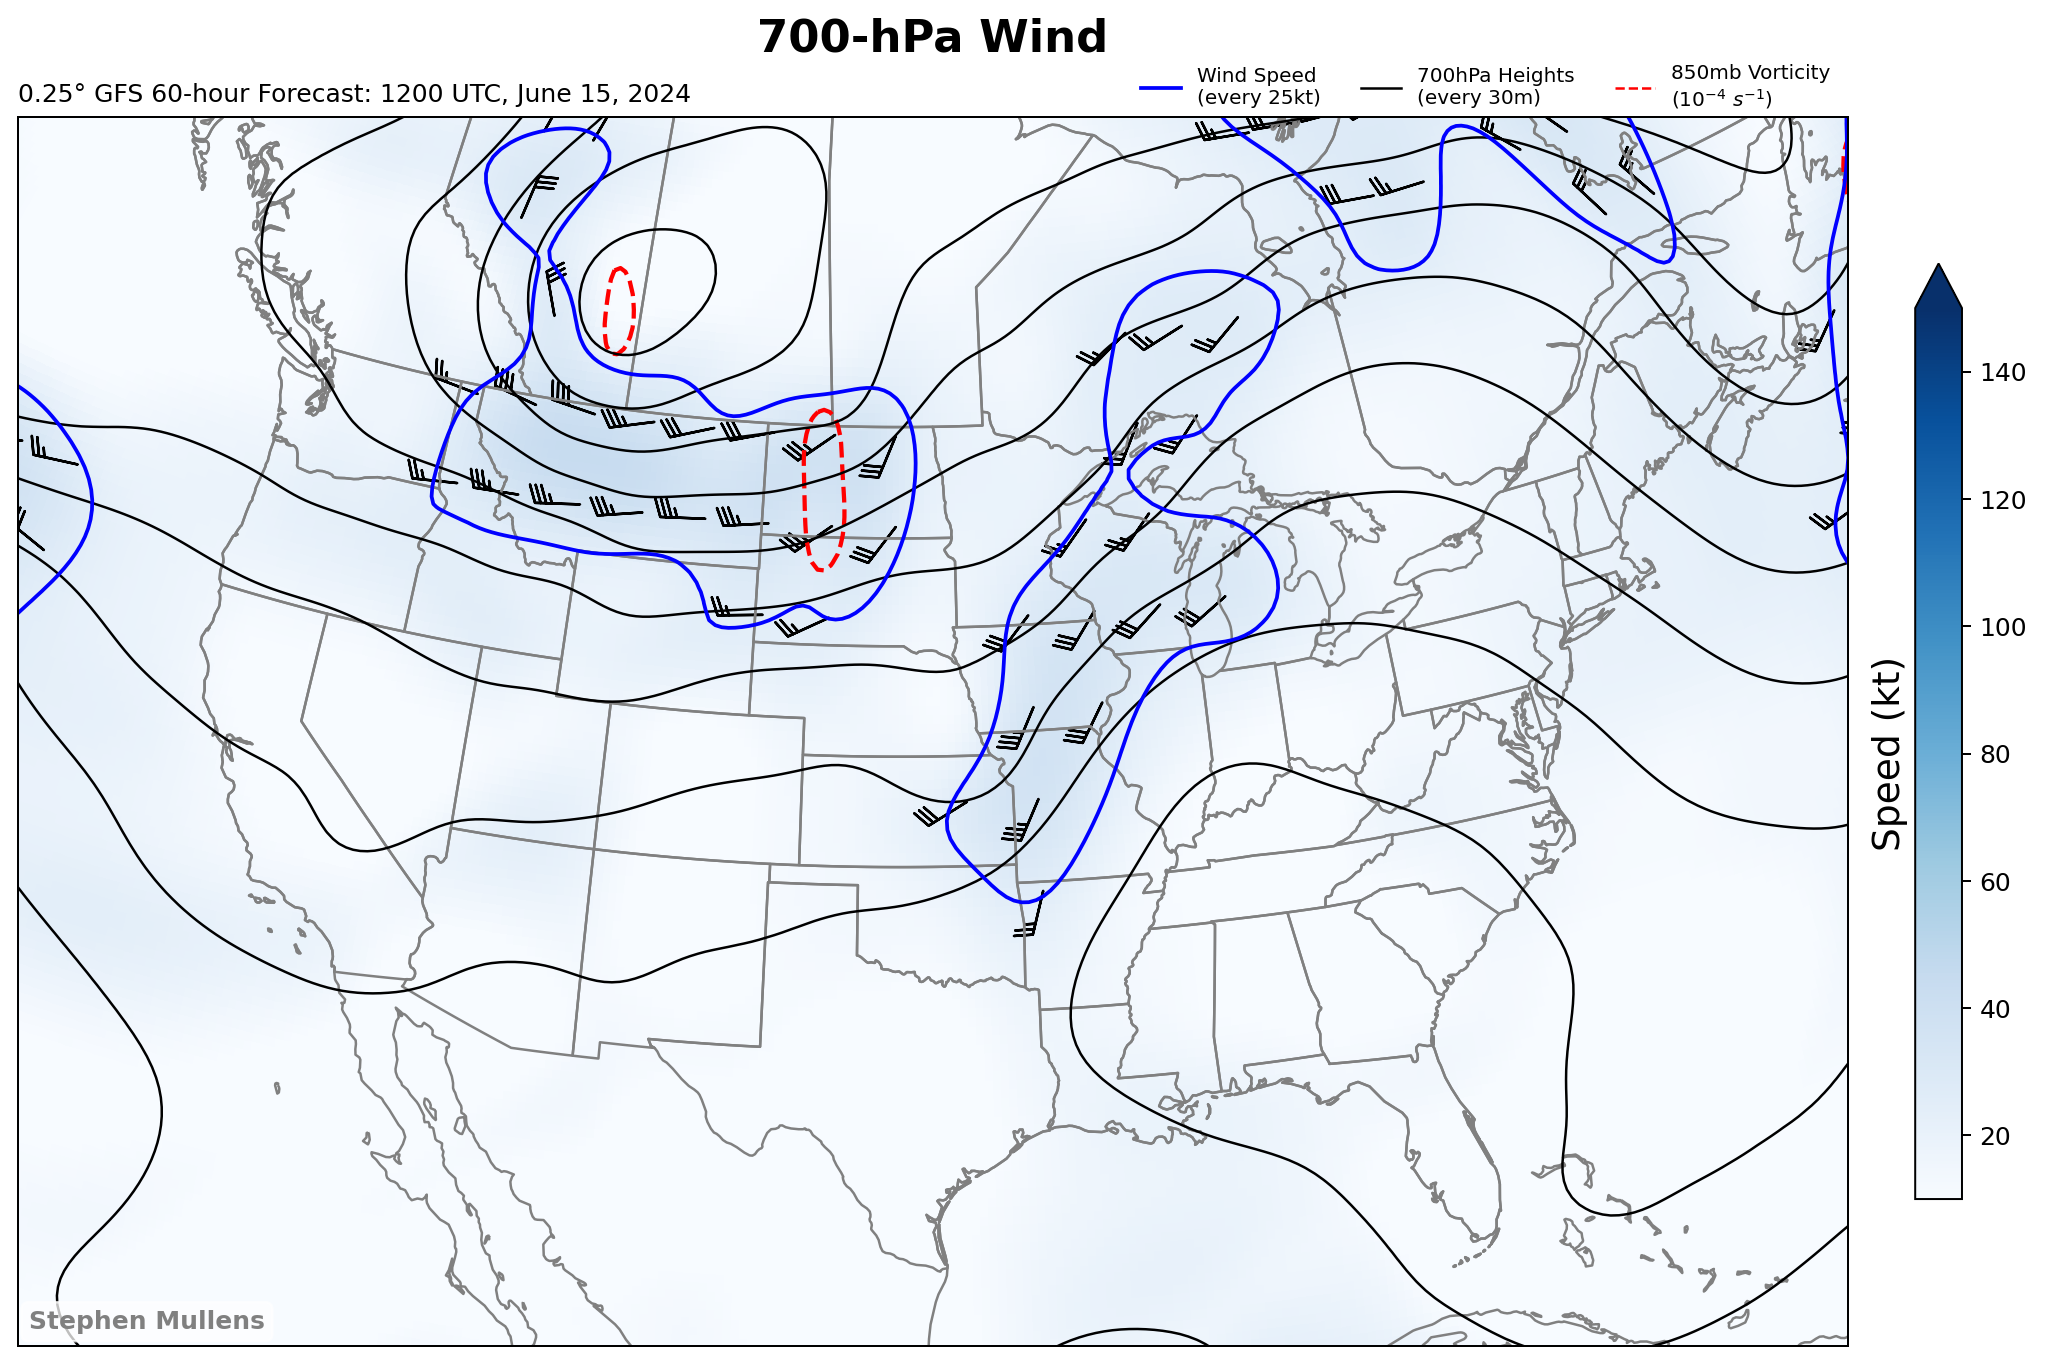 700-hPa Wind
0.25° GFS 60-hour Forecast: 1200 UTC, June 15, 2024
Wind Speed
(every 25kt)
700hPa Heights
(every 30m)
850mb Vorticity
(10⁻⁴ s⁻¹)
140
120
100
80
60
40
20
Speed (kt)
Stephen Mullens